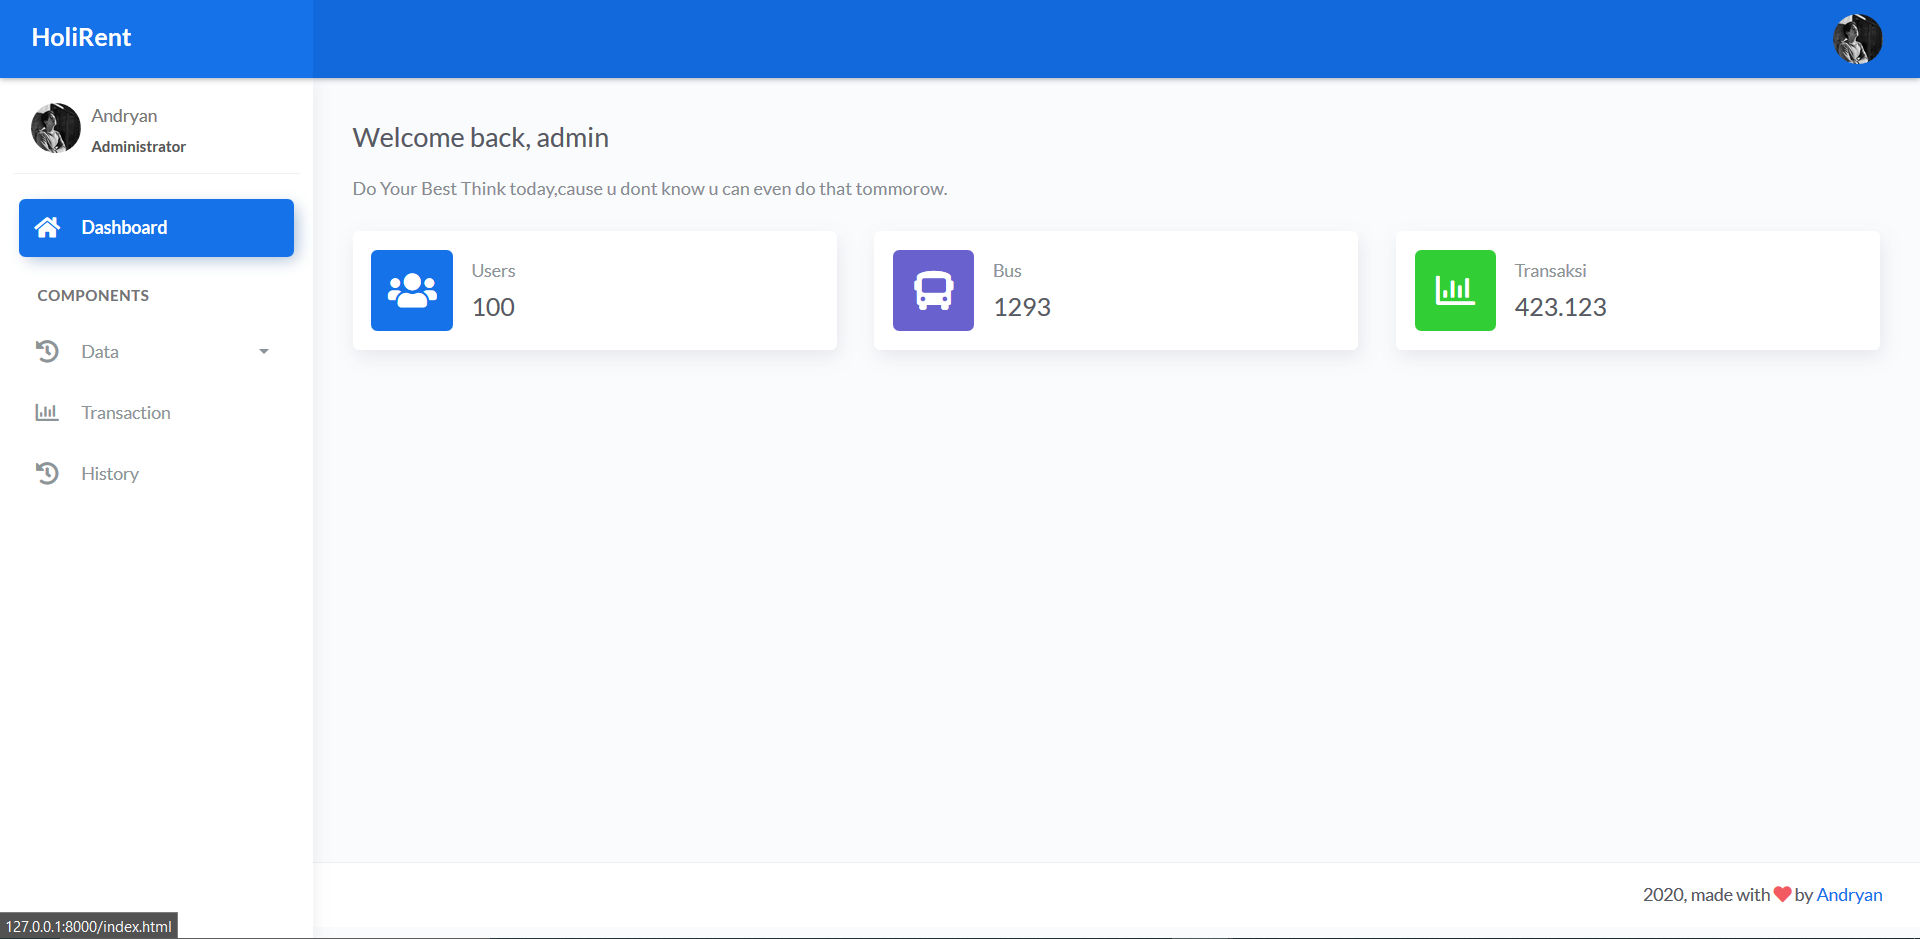 HoliRent
Andryan
Administrator
Dashboard
COMPONENTS
Data
Transaction
History
Welcome back, admin
Do Your Best Think today,cause u dont know u can even do that tommorow.
Users
100
Bus
1293
Transaksi
423.123
2020, made with by Andryan
127.0.0.1:8000/index.html